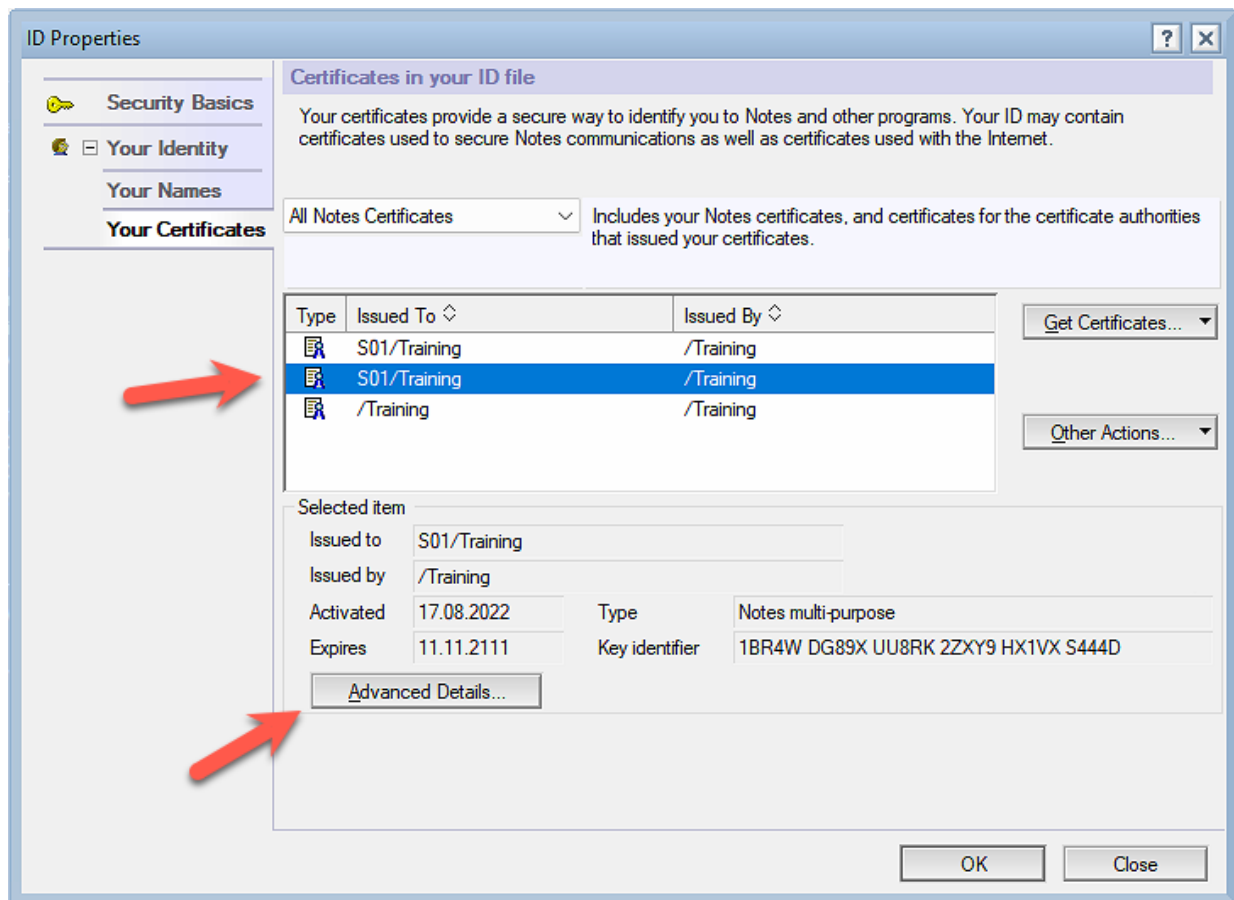 ID Properties
?
Security Basics
Your Identity
Your Names
Your Certificates
Certificates in your ID file
Your certificates provide a secure way to identify you to Notes and other programs. Your ID may contain
certificates used to secure Notes communications as well as certificates used with the Internet.
All Notes Certificates
Includes your Notes certificates, and certificates for the certificate authorities
that issued your certificates.
Type Issued To Issued By
S01/Training /Training
S01/Training /Training
/Training /Training
Get Certificates...
Other Actions...
Selected item
Issued to S01/Training
Issued by /Training
Activated 17.08.2022 Type Notes multi-purpose
Expires 11.11.2111 Key identifier 1BR4W DG89X UU8RK 2ZXY9 HX1VX S444D
Advanced Details...
OK Close